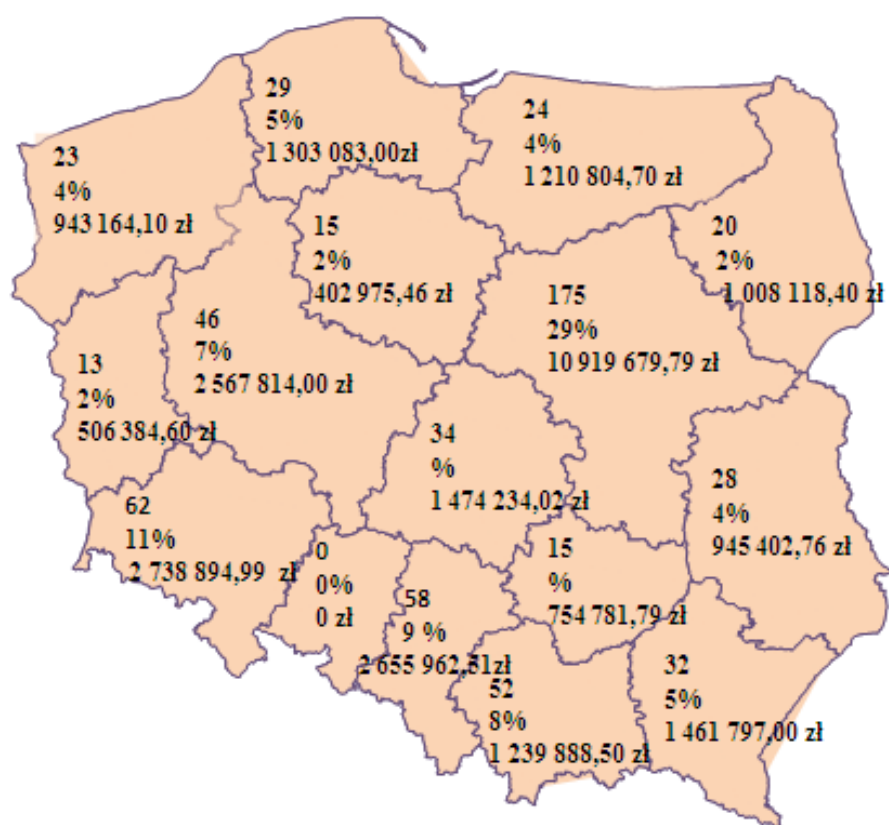 29
5%
1 303 083,00zł
24
4%
1 210 804,70 zł
23
4%
943 164,10 zł
15
2%
402 975,46 zł
20
2%
1 008 118,40 zł
175
29%
10 919 679,79 zł
46
7%
2 567 814,00 zł
13
2%
506 384,60 zł
34
%
1 474 234,02 zł
28
4%
945 402,76 zł
62
11%
2 738 894,99 zł
0
0%
0 zł
15
%
754 781,79 zł
58
9 %
2 655 962,51zł
52
8%
1 239 888,50 zł
32
5%
1 461 797,00 zł